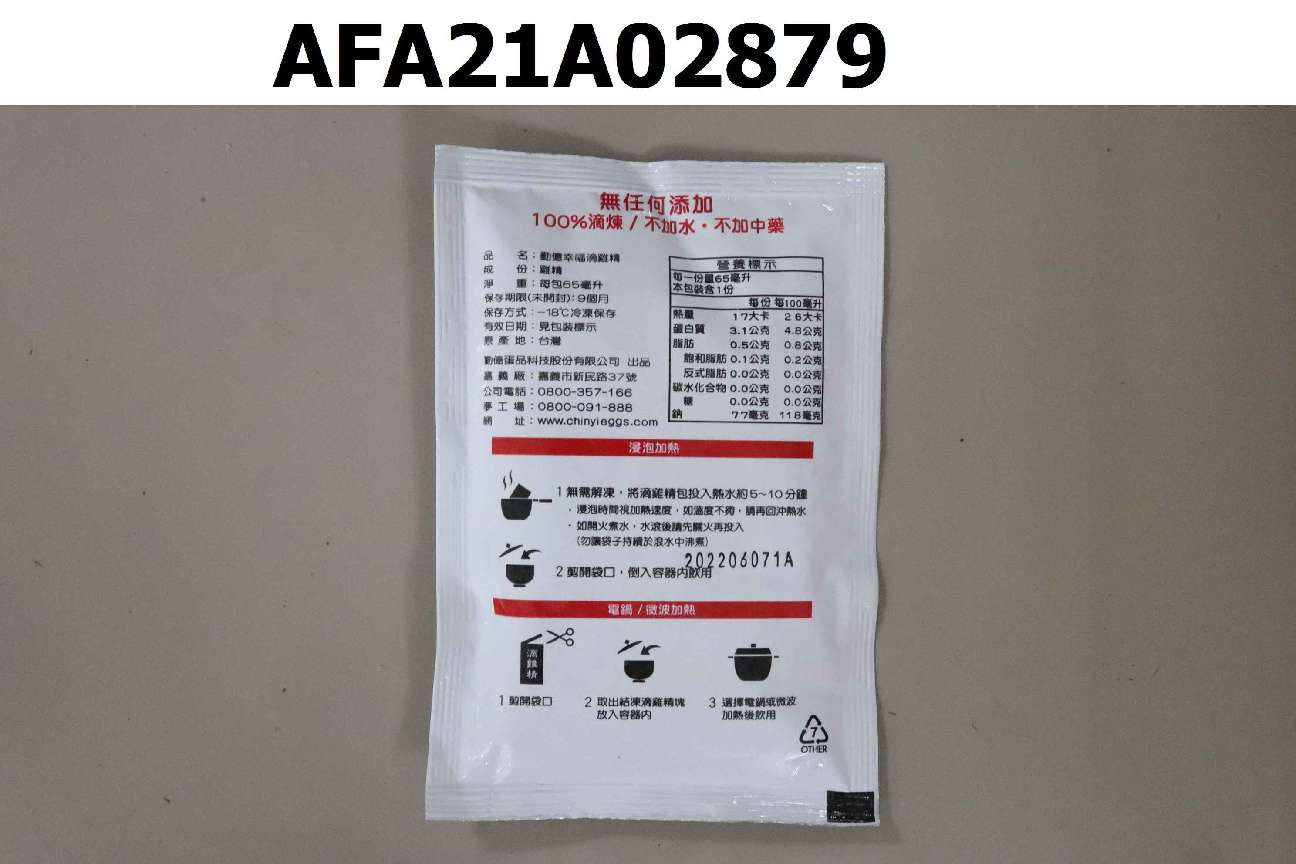 AFA21A02879
無任何添加
100%滴煉 / 不加水・不加中藥
品 名：勤億幸福滴雞精
成 份：雞精
淨 重：每包65毫升
保存期限(未開封)：9個月
保存方式：-18℃冷凍保存
有效日期：見包裝標示
原 產 地：台灣
勤億蛋品科技股份有限公司 出品
嘉 義 廠：嘉義市新民路37號
公司電話：0800-357-166
夢 工 場：0800-091-888
網 址：www.chinyieggs.com
營養標示
每一份量65毫升
本包裝含1份
每份 每100毫升
熱量 17大卡 26大卡
蛋白質 3.1公克 4.8公克
脂肪 0.5公克 0.8公克
飽和脂肪 0.1公克 0.2公克
反式脂肪 0.0公克 0.0公克
碳水化合物 0.0公克 0.0公克
糖 0.0公克 0.0公克
鈉 77毫克 118毫克
浸泡加熱
1 無需解凍，將滴雞精包投入熱水約5~10分鐘
・浸泡時間視加熱速度，如溫度不夠，請再回沖熱水
・如開火煮水，水滾後請先關火再投入
(勿讓袋子持續於滾水中沸煮)
202206071A
2 剪開袋口，倒入容器內飲用
電鍋 / 微波加熱
滴雞精
1 剪開袋口
2 取出結凍滴雞精塊
放入容器內
3 選擇電鍋或微波
加熱後飲用
7
OTHER